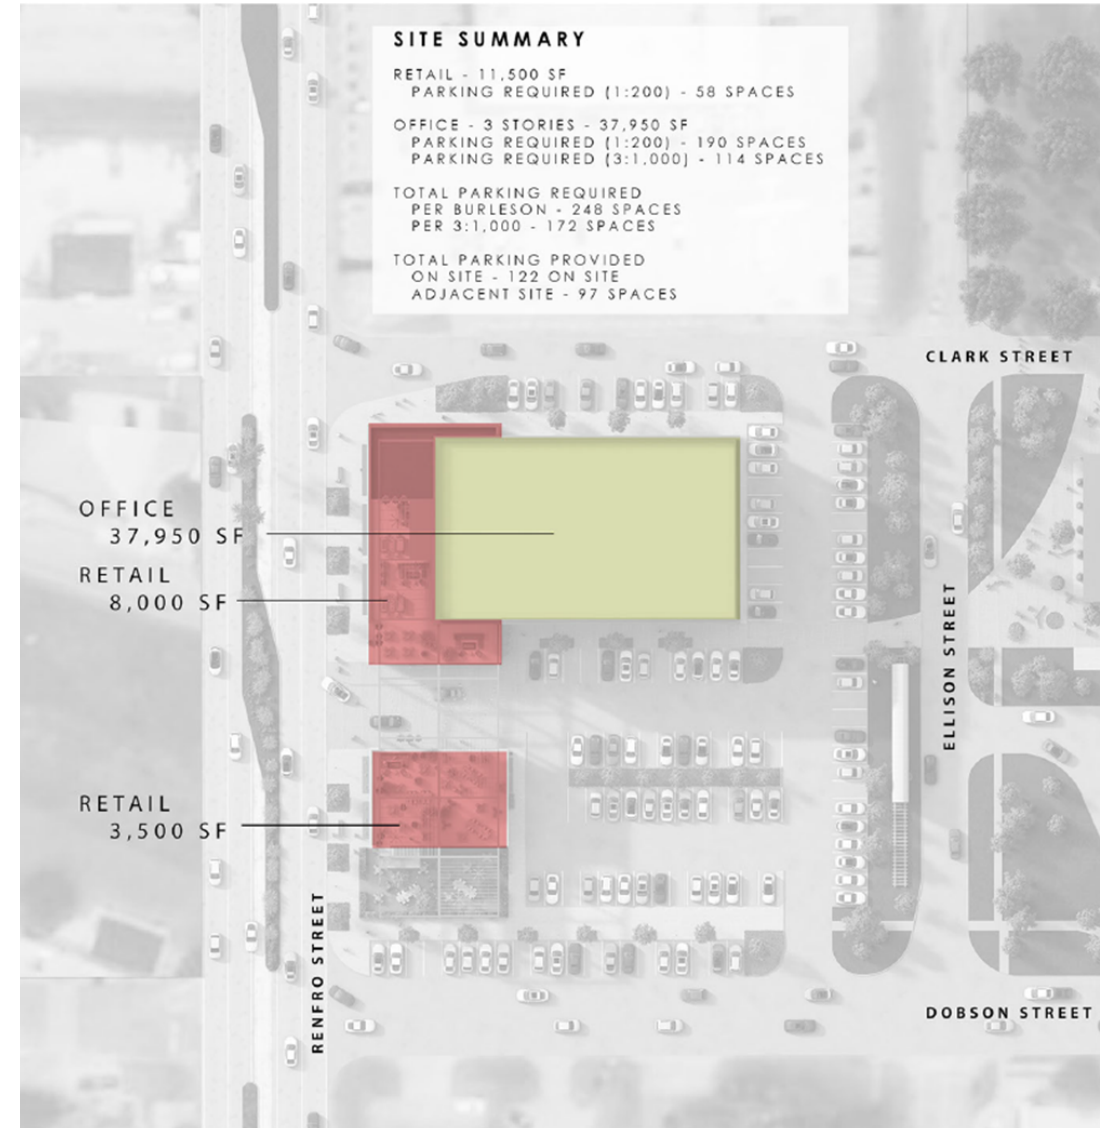 SITE SUMMARY
RETAIL - 11,500 SF
PARKING REQUIRED (1:200) - 58 SPACES
OFFICE - 3 STORIES - 37,950 SF
PARKING REQUIRED (1:200) - 190 SPACES
PARKING REQUIRED (3:1,000) - 114 SPACES
TOTAL PARKING REQUIRED
PER BURLESON - 248 SPACES
PER 3:1,000 - 172 SPACES
TOTAL PARKING PROVIDED
ON SITE - 122 ON SITE
ADJACENT SITE - 97 SPACES
CLARK STREET
OFFICE
37,950 SF
RETAIL
8,000 SF
ELLISON STREET
RETAIL
3,500 SF
RENFRO STREET
DOBSON STREET